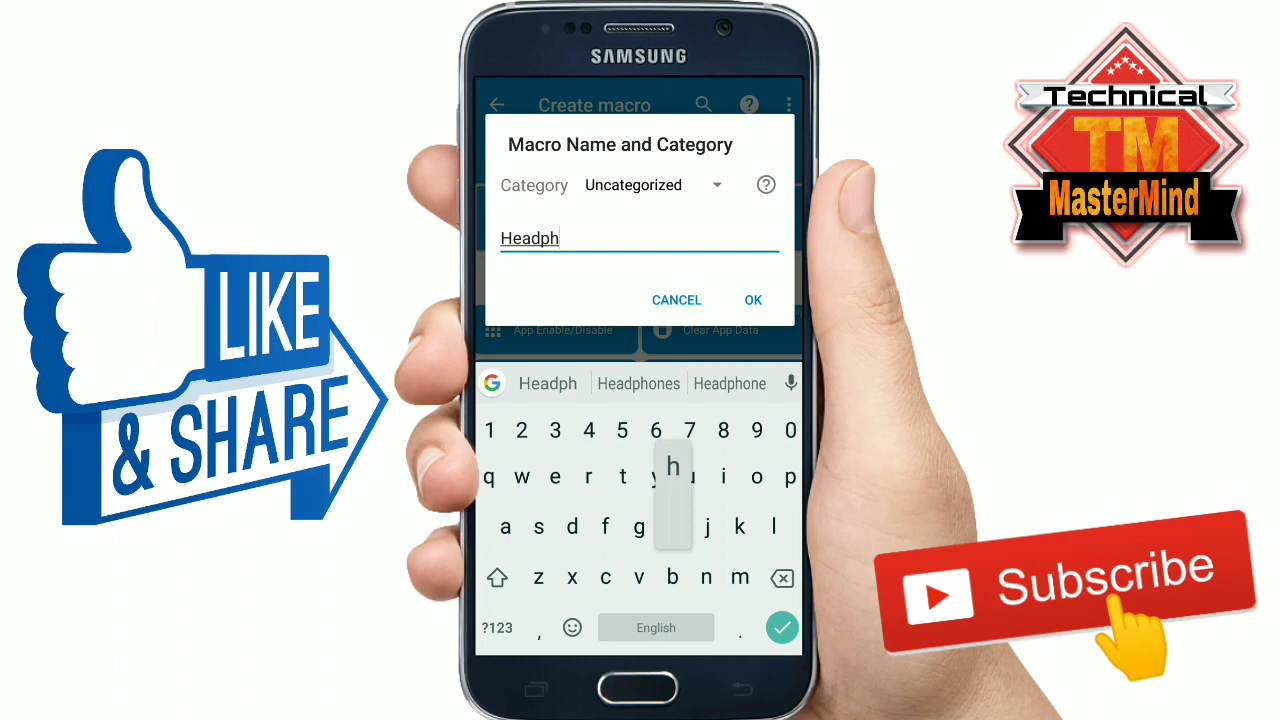 SAMSUNG
Create macro
Macro Name and Category
Category Uncategorized
Headph
CANCEL OK
App Enable/Disable Clear App Data
Headph Headphones Headphone
1 2 3 4 5 6 7 8 9 0
q w e r t y u i o p
a s d f g h j k l
z x c v b n m
?123 , English .
LIKE
& SHARE
Technical
TM
MasterMind
Subscribe